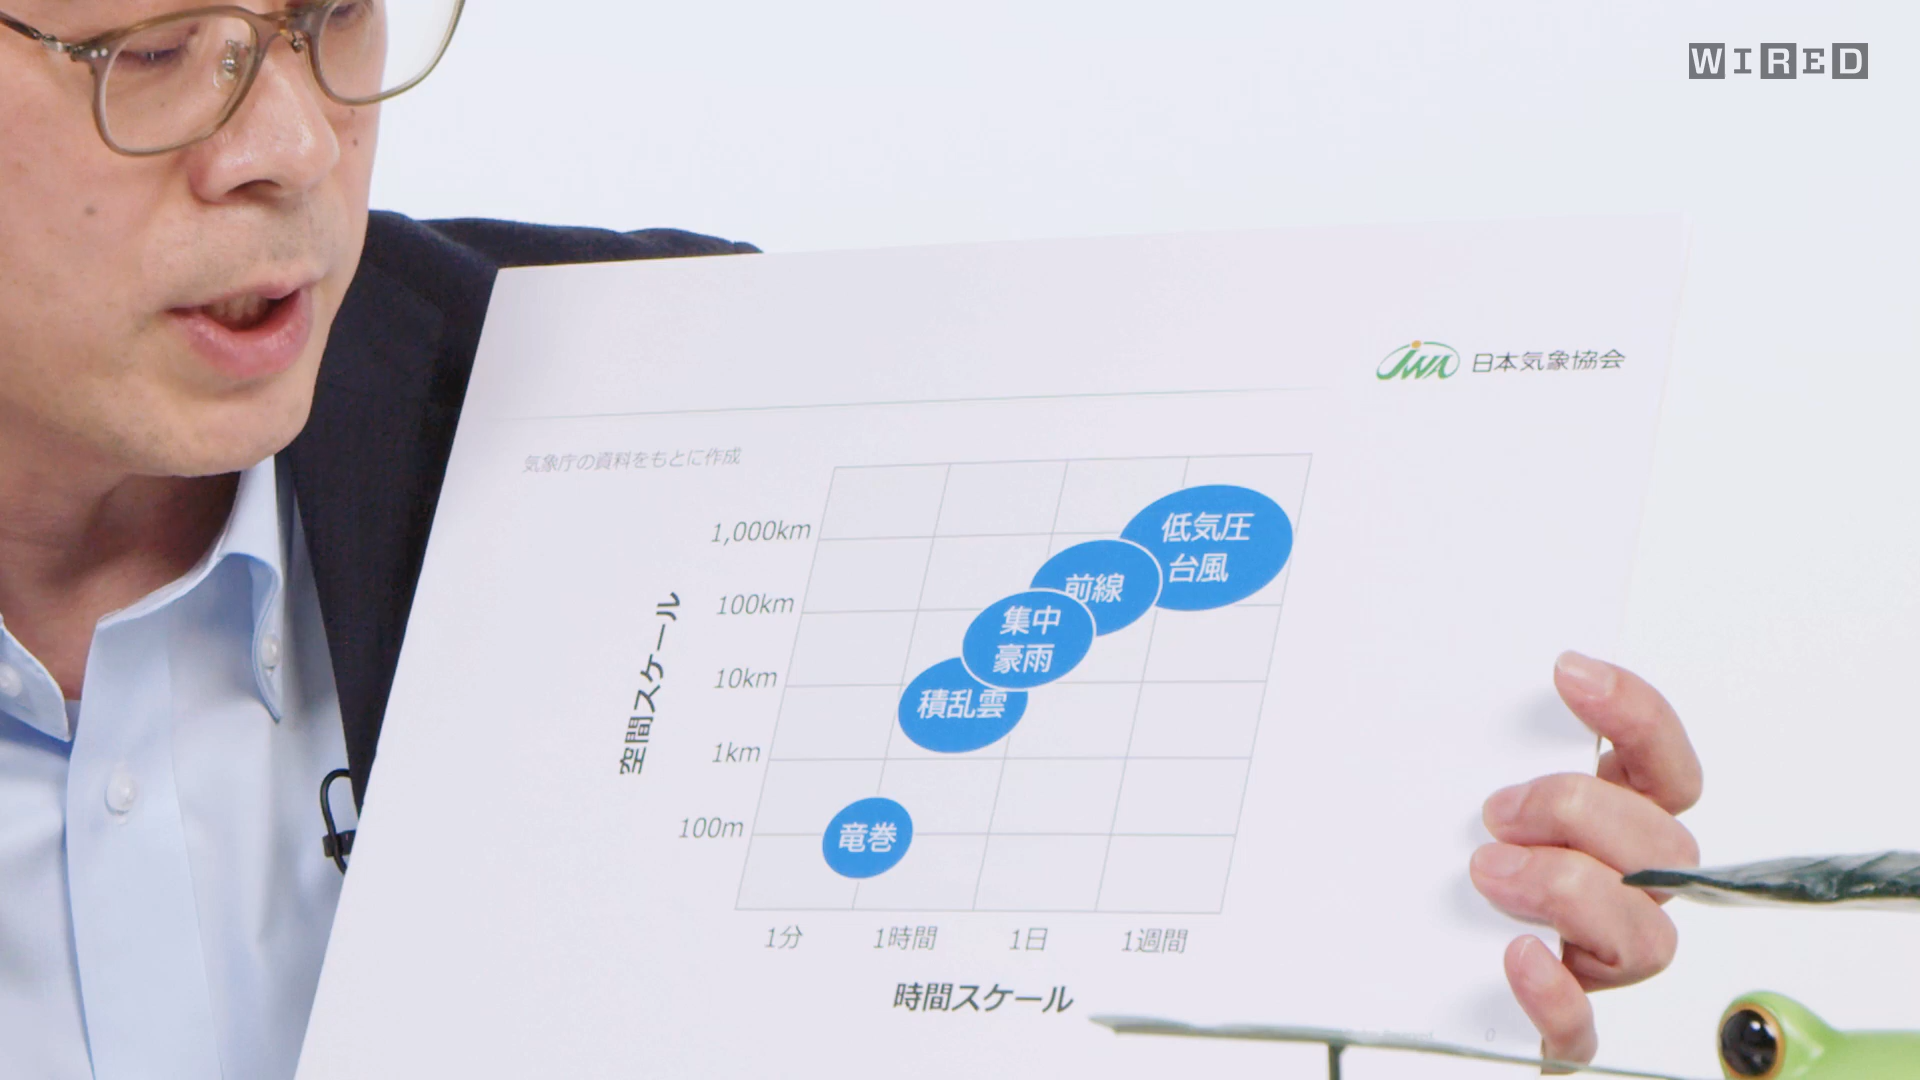 WIRED
JWA 日本気象協会
気象庁の資料をもとに作成
空間スケール
1,000km
100km
10km
1km
100m
低気圧
台風
前線
集中
豪雨
積乱雲
竜巻
1分
1時間
1日
1週間
時間スケール